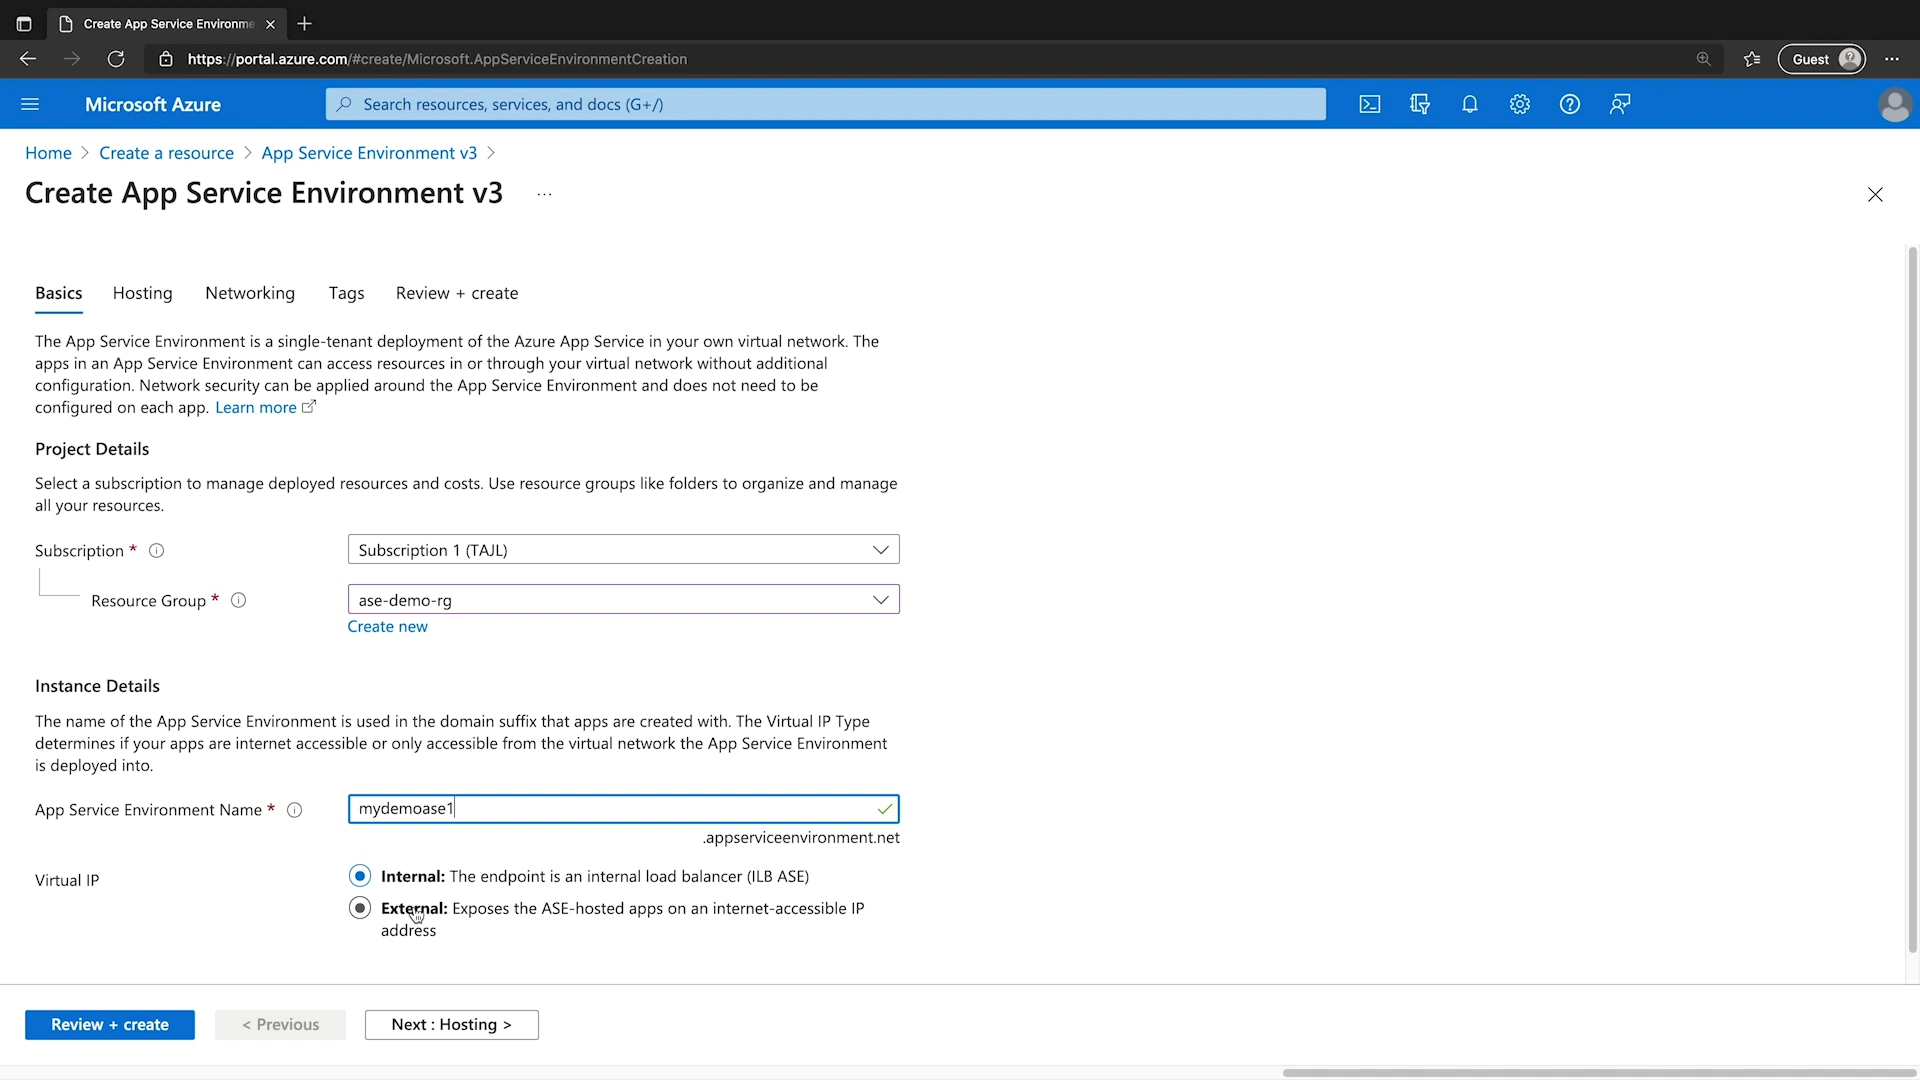 Create App Service Environme
https://portal.azure.com/#create/Microsoft.AppServiceEnvironmentCreation
Guest
Microsoft Azure
Search resources, services, and docs (G+/)
Home > Create a resource > App Service Environment v3 >
Create App Service Environment v3 ...
Basics
Hosting
Networking
Tags
Review + create
The App Service Environment is a single-tenant deployment of the Azure App Service in your own virtual network. The
apps in an App Service Environment can access resources in or through your virtual network without additional
configuration. Network security can be applied around the App Service Environment and does not need to be
configured on each app. Learn more
Project Details
Select a subscription to manage deployed resources and costs. Use resource groups like folders to organize and manage
all your resources.
Subscription *
Subscription 1 (TAJL)
Resource Group *
ase-demo-rg
Create new
Instance Details
The name of the App Service Environment is used in the domain suffix that apps are created with. The Virtual IP Type
determines if your apps are internet accessible or only accessible from the virtual network the App Service Environment
is deployed into.
App Service Environment Name *
mydemoase1
.appserviceenvironment.net
Virtual IP
Internal: The endpoint is an internal load balancer (ILB ASE)
External: Exposes the ASE-hosted apps on an internet-accessible IP
address
Review + create
< Previous
Next : Hosting >